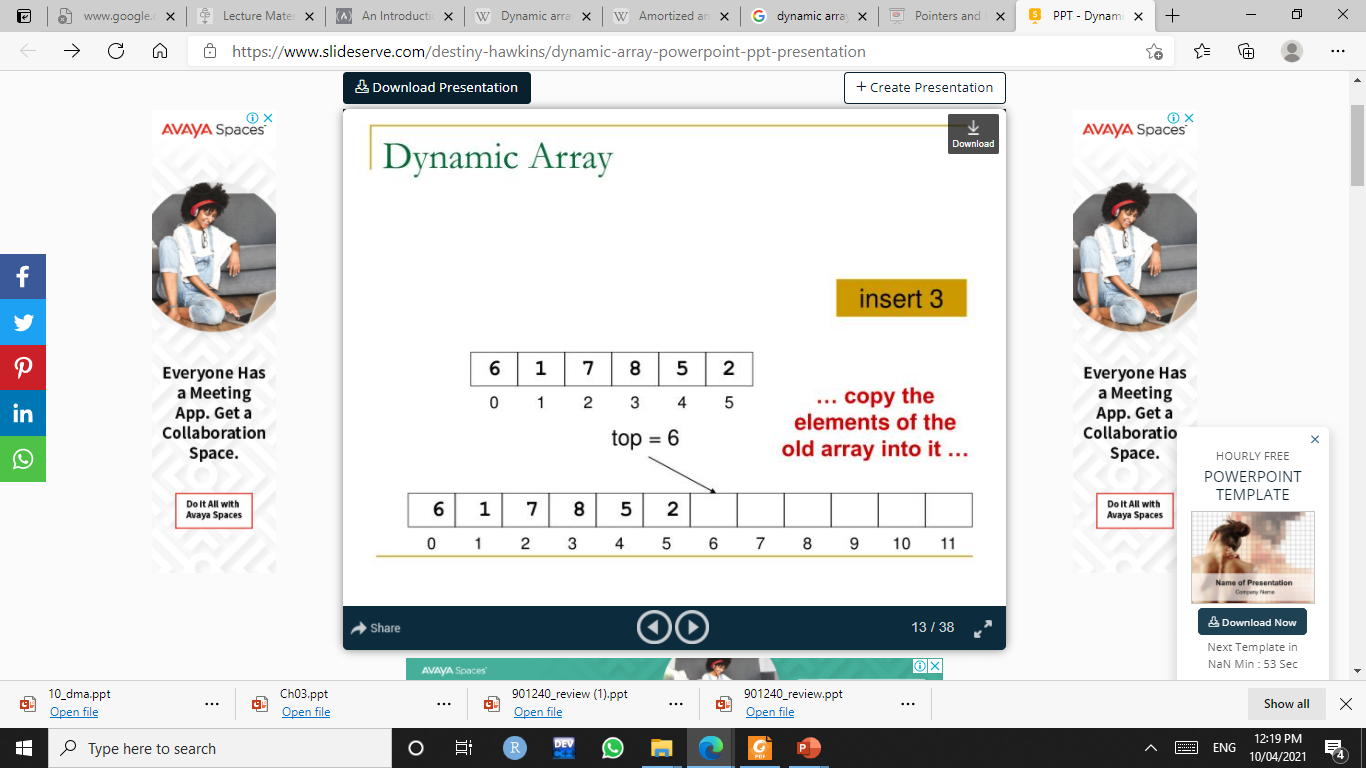 www.google.c
Lecture Mater
An Introducti
Dynamic arra
Amortized an
dynamic array
Pointers and
PPT - Dynam
https://www.slideserve.com/destiny-hawkins/dynamic-array-powerpoint-ppt-presentation
Download Presentation
+ Create Presentation
AVAYA Spaces
Everyone Has
a Meeting
App. Get a
Collaboration
Space.
Do It All with
Avaya Spaces
Dynamic Array
Download
insert 3
6 1 7 8 5 2
0 1 2 3 4 5
… copy the
elements of the
old array into it …
top = 6
6 1 7 8 5 2
0 1 2 3 4 5 6 7 8 9 10 11
Share
13 / 38
AVAYA Spaces
AVAYA Spaces
Everyone Has
a Meeting
App. Get a
Collaboratio
Space.
Do It All with
Avaya Spaces
HOURLY FREE
POWERPOINT
TEMPLATE
Name of Presentation
Company Name
Download Now
Next Template in
NaN Min : 53 Sec
10_dma.ppt
Open file
Ch03.ppt
Open file
901240_review (1).ppt
Open file
901240_review.ppt
Open file
Show all
Type here to search
R
DEV
PDF
P
ENG
12:19 PM
10/04/2021
4